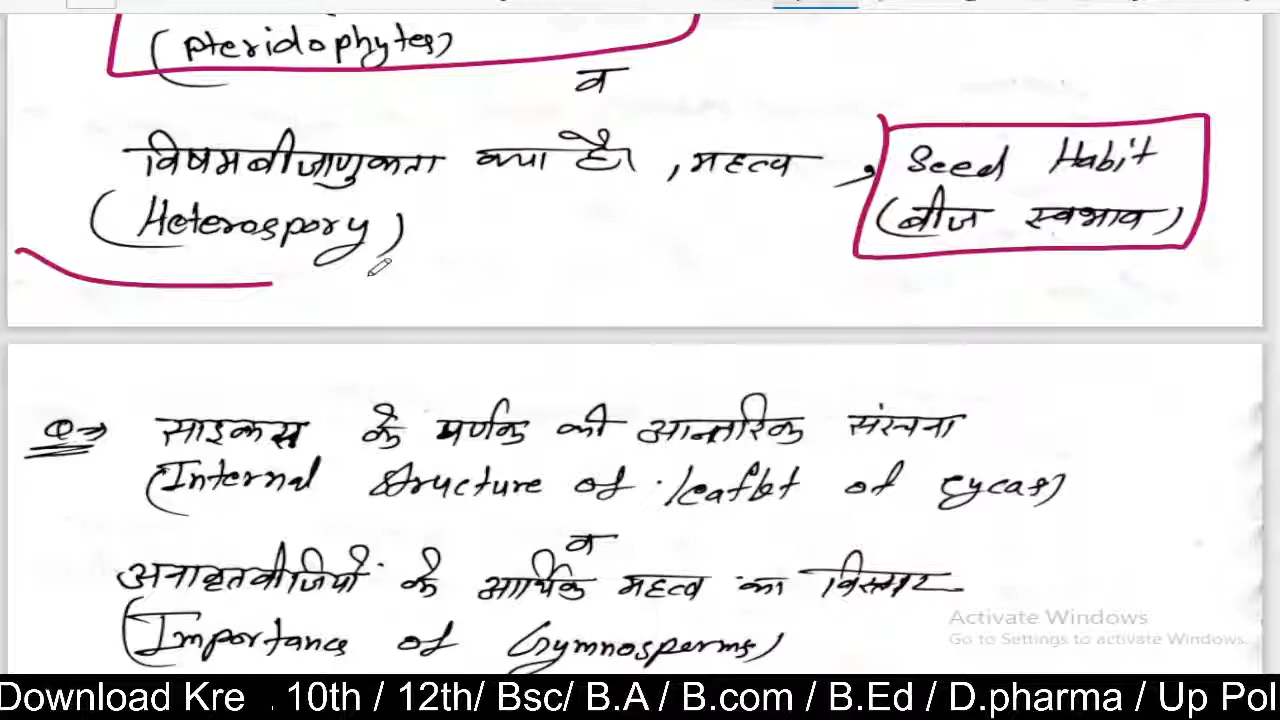 (Pteridophytes)
व
विषमबीजाणुकता क्या है। , महत्व , Seed Habit
(Heterospory) (बीज स्वभाव)
Q⇒ साइकस के पर्णक की आन्तरिक संरचना
(Internal structure of leaflet of cycas)
व
अनावृतबीजियों के आर्थिक महत्व का विस्तार
(Importance of Gymnosperms)
Activate Windows
Go to Settings to activate Windows.
Download Kre . 10th / 12th/ Bsc/ B.A / B.com / B.Ed / D.pharma / Up Pol